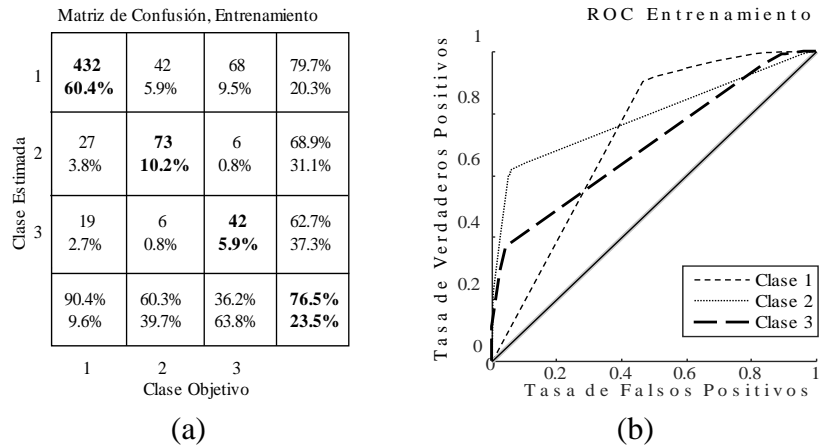 Matriz de Confusión, Entrenamiento
1 432 42 68 79.7%
60.4% 5.9% 9.5% 20.3%
2 27 73 6 68.9%
3.8% 10.2% 0.8% 31.1%
3 19 6 42 62.7%
2.7% 0.8% 5.9% 37.3%
90.4% 60.3% 36.2% 76.5%
9.6% 39.7% 63.8% 23.5%
1 2 3
Clase Objetivo
Clase Estimada
(a)
ROC Entrenamiento
1
0.8
0.6
0.4
0.2
0
Tasa de Verdaderos Positivos
Clase 1
Clase 2
Clase 3
0.2 0.4 0.6 0.8 1
Tasa de Falsos Positivos
(b)